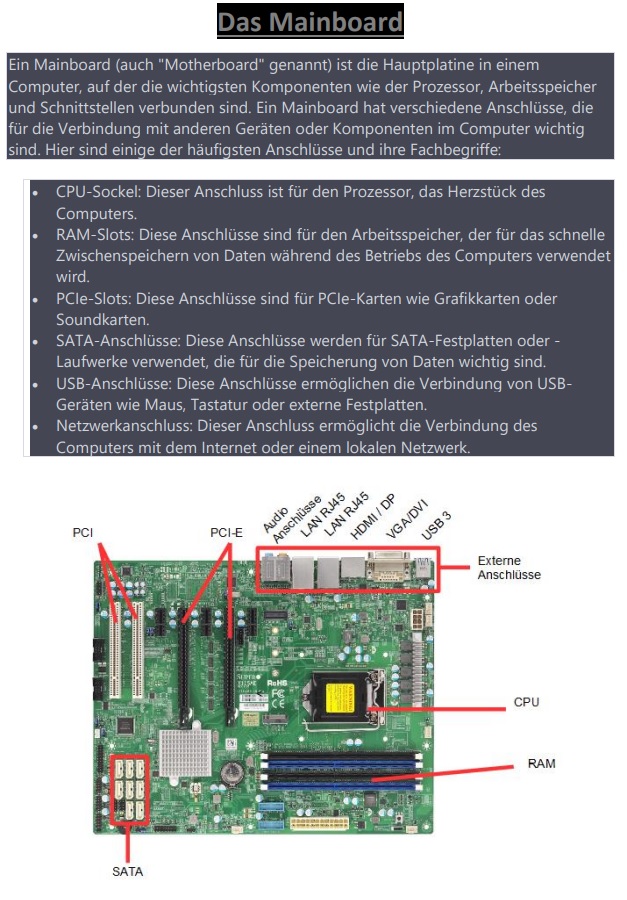 Das Mainboard
Ein Mainboard (auch "Motherboard" genannt) ist die Hauptplatine in einem
Computer, auf der die wichtigsten Komponenten wie der Prozessor, Arbeitsspeicher
und Schnittstellen verbunden sind. Ein Mainboard hat verschiedene Anschlüsse, die
für die Verbindung mit anderen Geräten oder Komponenten im Computer wichtig
sind. Hier sind einige der häufigsten Anschlüsse und ihre Fachbegriffe:
• CPU-Sockel: Dieser Anschluss ist für den Prozessor, das Herzstück des
Computers.
• RAM-Slots: Diese Anschlüsse sind für den Arbeitsspeicher, der für das schnelle
Zwischenspeichern von Daten während des Betriebs des Computers verwendet
wird.
• PCIe-Slots: Diese Anschlüsse sind für PCIe-Karten wie Grafikkarten oder
Soundkarten.
• SATA-Anschlüsse: Diese Anschlüsse werden für SATA-Festplatten oder -
Laufwerke verwendet, die für die Speicherung von Daten wichtig sind.
• USB-Anschlüsse: Diese Anschlüsse ermöglichen die Verbindung von USB-
Geräten wie Maus, Tastatur oder externe Festplatten.
• Netzwerkanschluss: Dieser Anschluss ermöglicht die Verbindung des
Computers mit dem Internet oder einem lokalen Netzwerk.
PCI
PCI-E
Audio
Anschlüsse
LAN RJ45
LAN RJ45
HDMI / DP
VGA/DVI
USB 3
Externe
Anschlüsse
RoHS
FC
CE
CPU
RAM
SATA